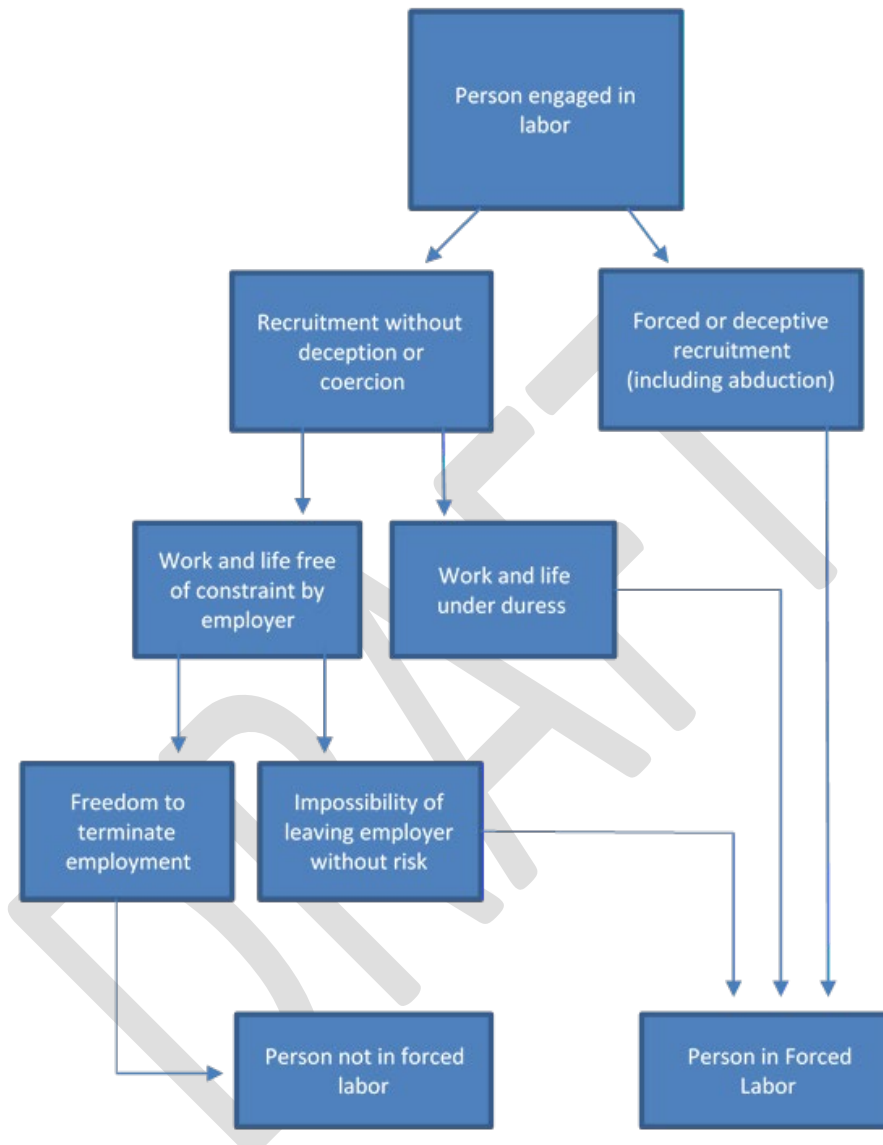 Person engaged in
labor
Recruitment without
deception or
coercion
Forced or deceptive
recruitment
(including abduction)
Work and life free
of constraint by
employer
Work and life
under duress
Freedom to
terminate
employment
Impossibility of
leaving employer
without risk
Person not in forced
labor
Person in Forced
Labor
DRAFT